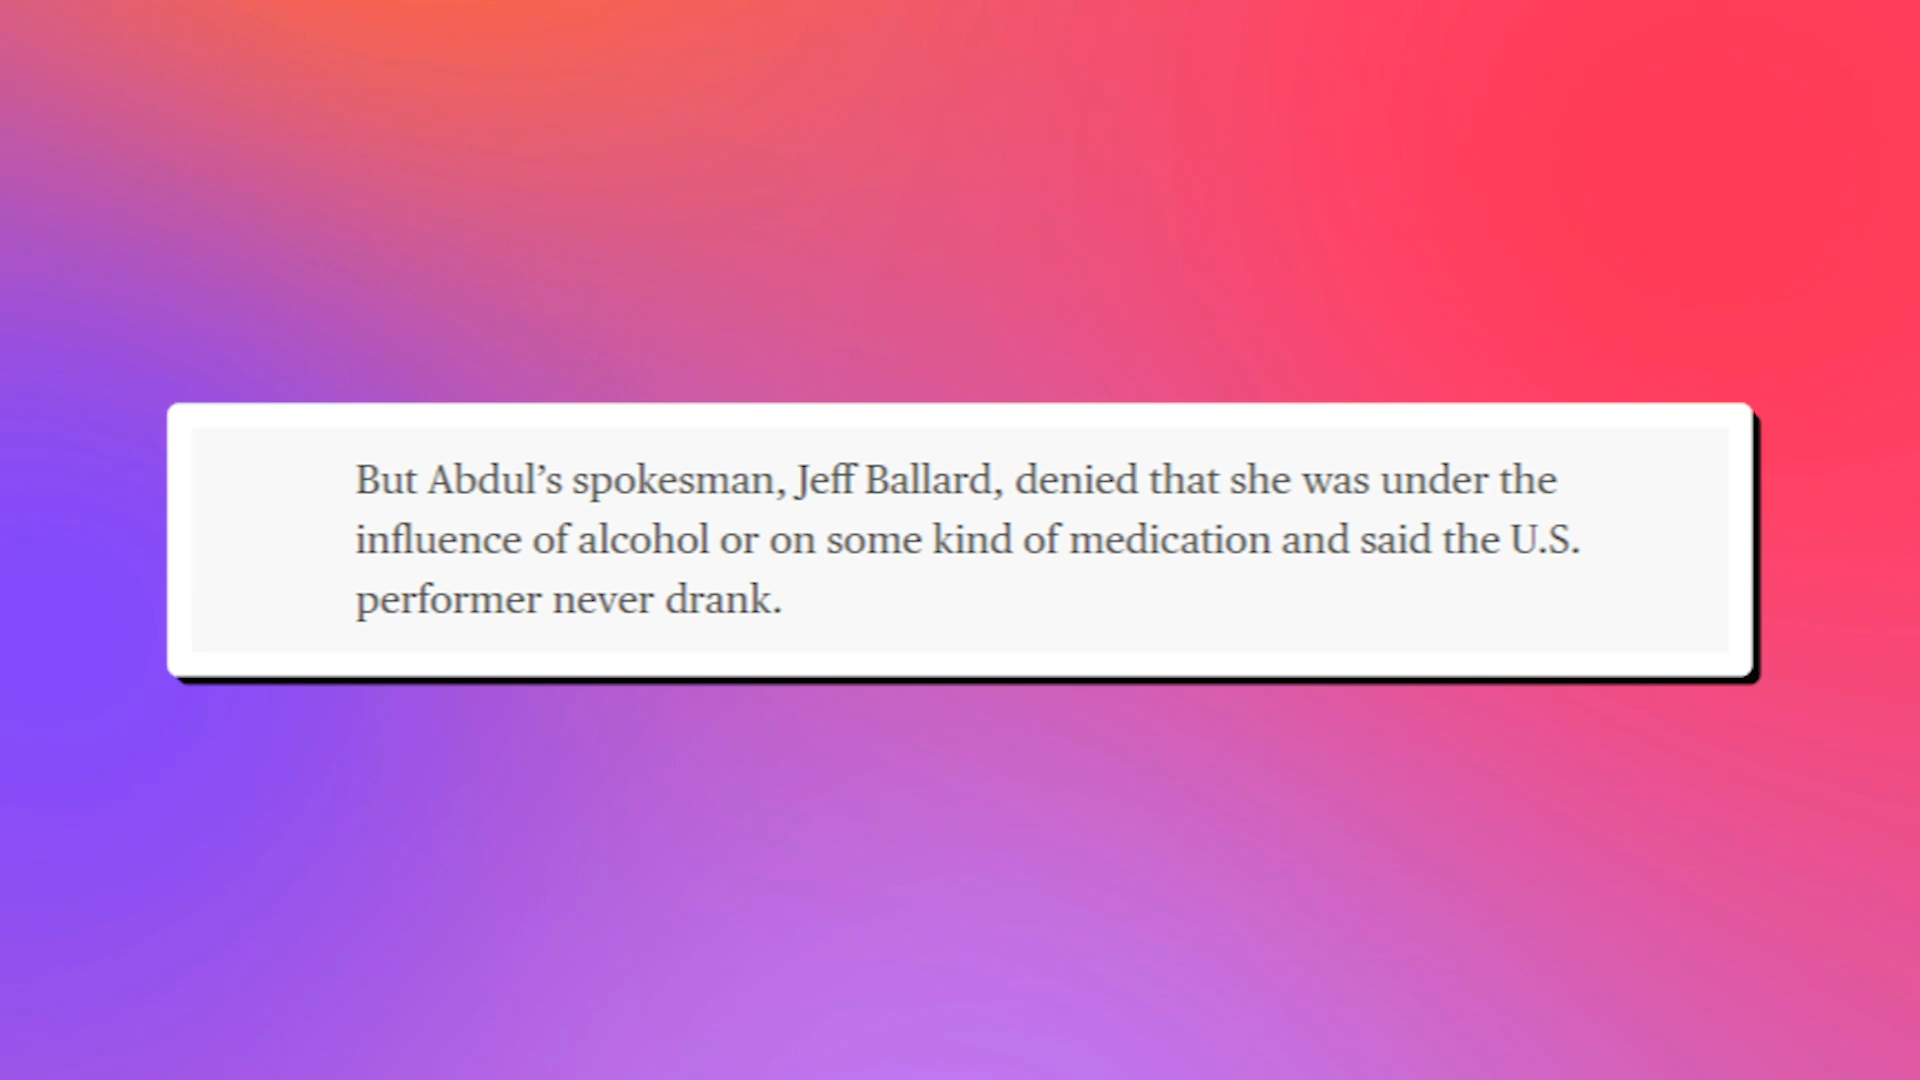 But Abdul’s spokesman, Jeff Ballard, denied that she was under the
influence of alcohol or on some kind of medication and said the U.S.
performer never drank.